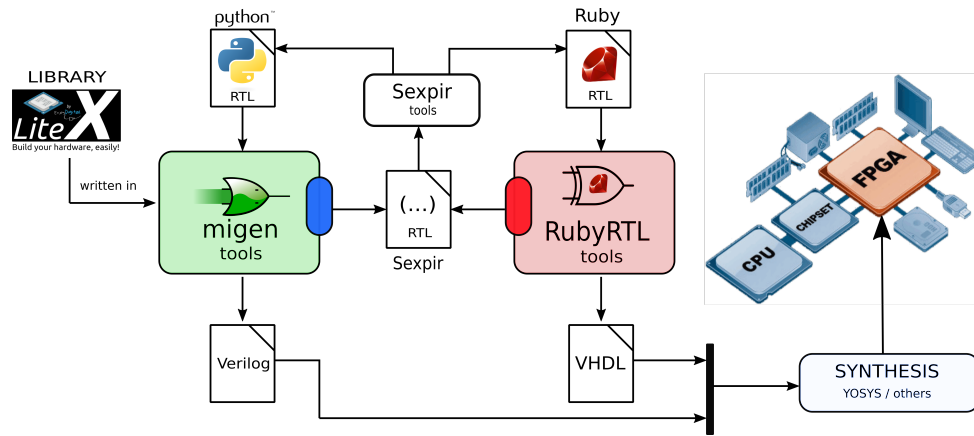 python™
Ruby
RTL
RTL
Sexpir
tools
LIBRARY
LiteX
Build your hardware, easily!
written in
migen
tools
(...)
RTL
Sexpir
RubyRTL
tools
FPGA
CHIPSET
CPU
Verilog
VHDL
SYNTHESIS
YOSYS / others